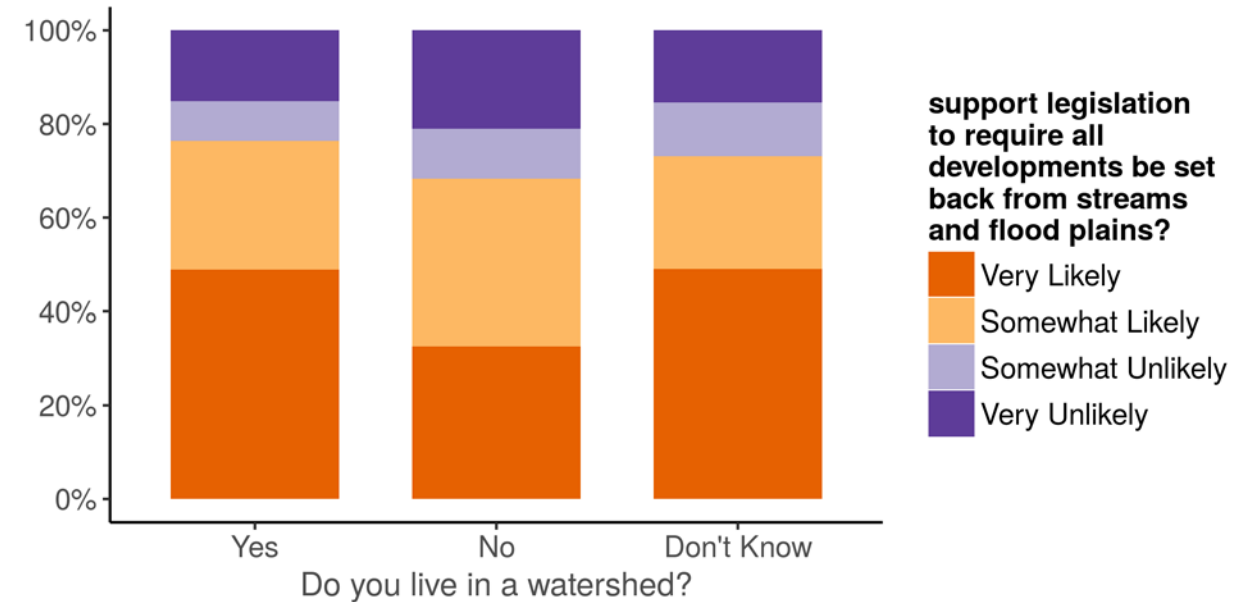 100%
80%
60%
40%
20%
0%
Yes No Don't Know
Do you live in a watershed?
support legislation
to require all
developments be set
back from streams
and flood plains?
Very Likely
Somewhat Likely
Somewhat Unlikely
Very Unlikely